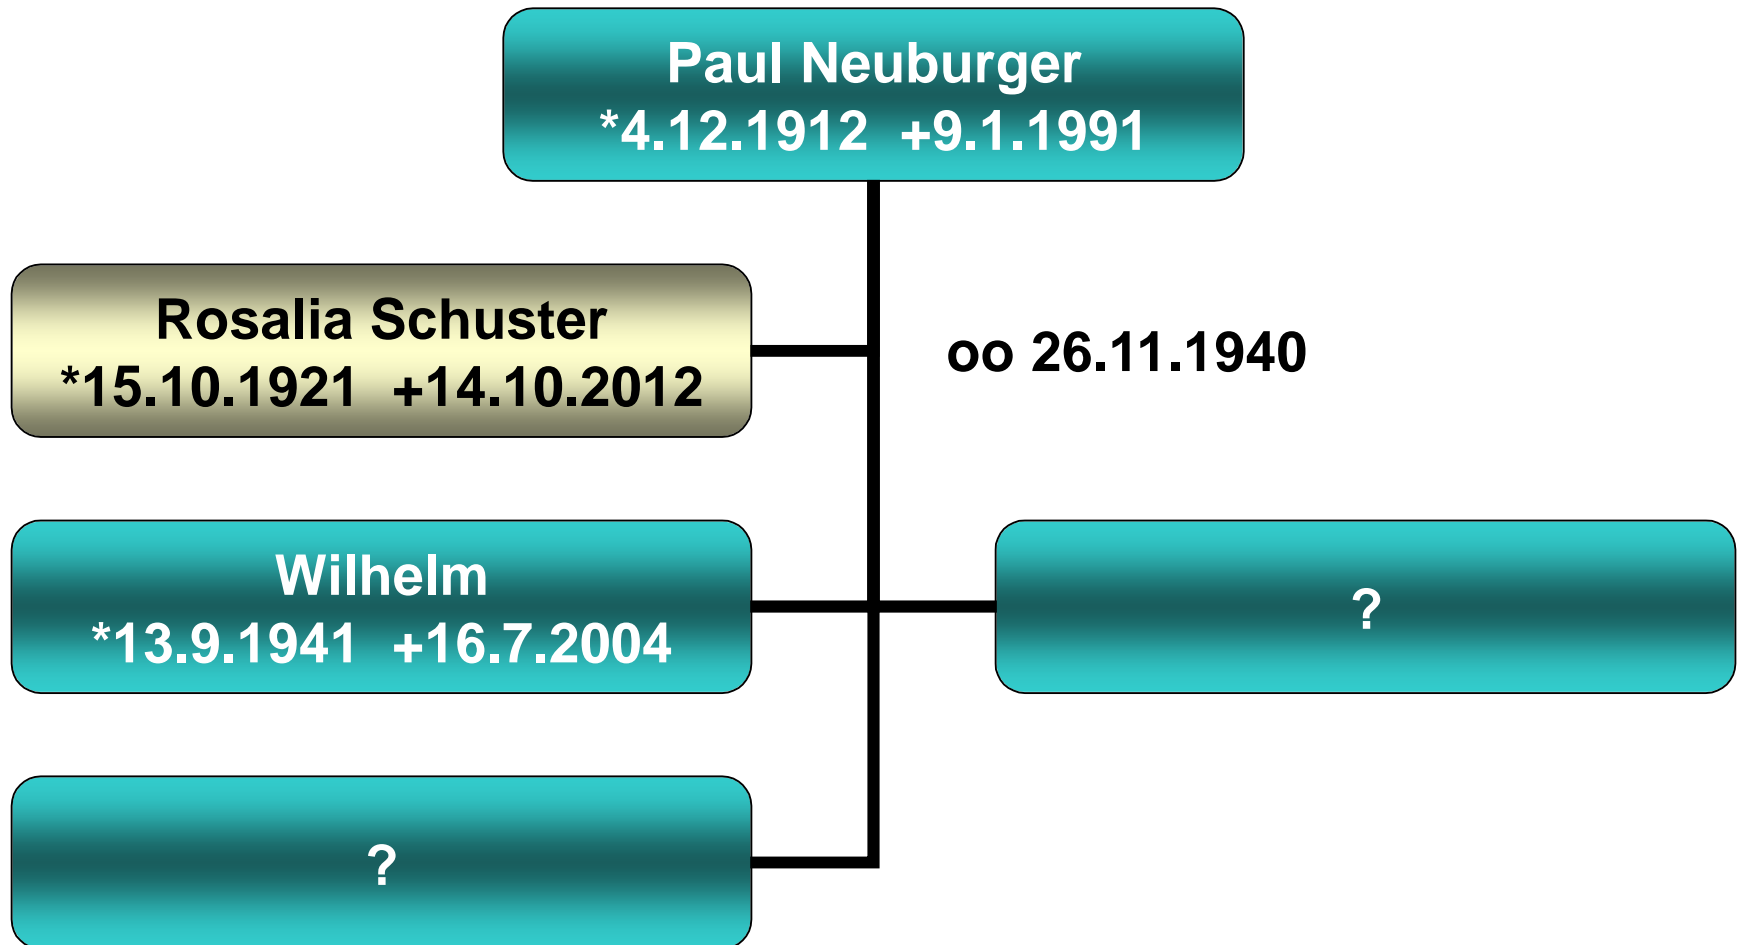 Paul Neuburger
*4.12.1912 +9.1.1991
Rosalia Schuster
*15.10.1921 +14.10.2012
oo 26.11.1940
Wilhelm
*13.9.1941 +16.7.2004
?
?